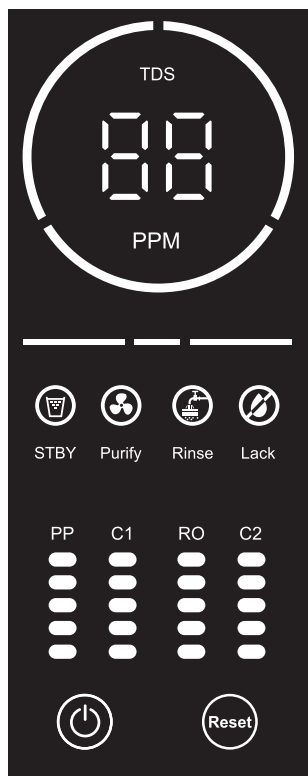 TDS
88
PPM
STBY Purify Rinse Lack
PP C1 RO C2
Reset